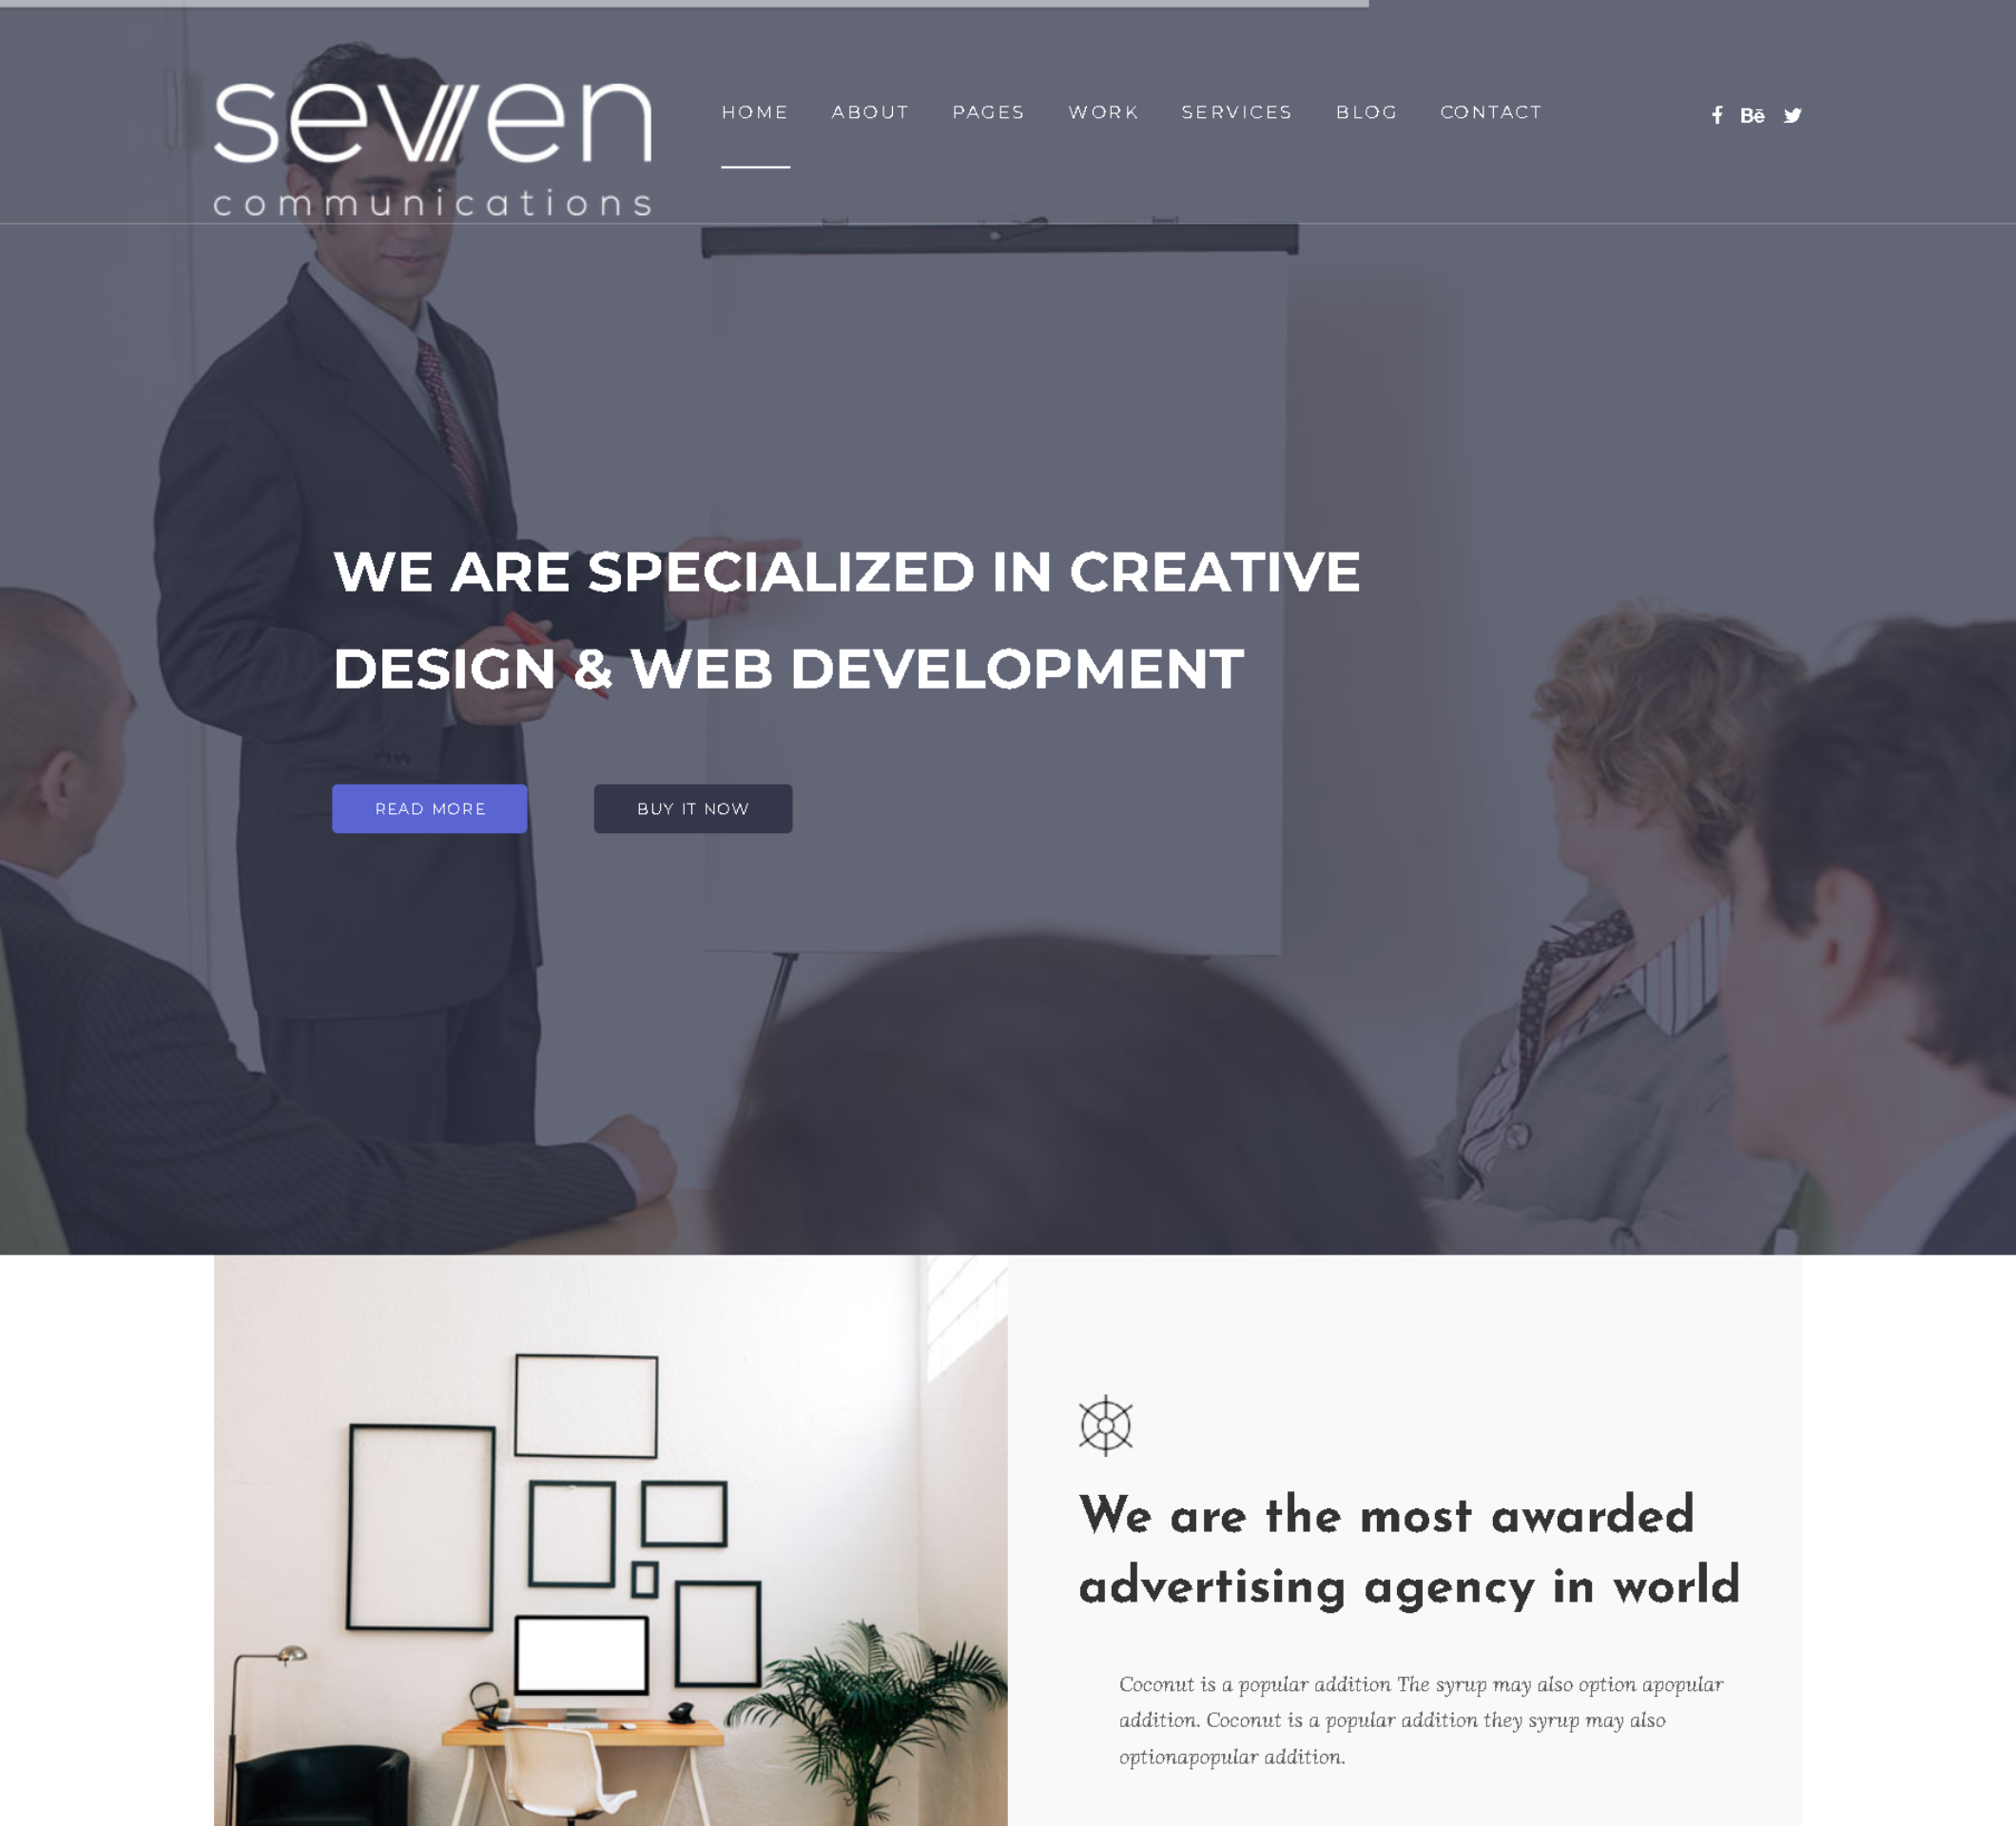 sevven
communications
HOME ABOUT PAGES WORK SERVICES BLOG CONTACT
Bē
WE ARE SPECIALIZED IN CREATIVE
DESIGN & WEB DEVELOPMENT
READ MORE BUY IT NOW
We are the most awarded
advertising agency in world
Coconut is a popular addition The syrup may also option apopular
addition. Coconut is a popular addition they syrup may also
optionapopular addition.